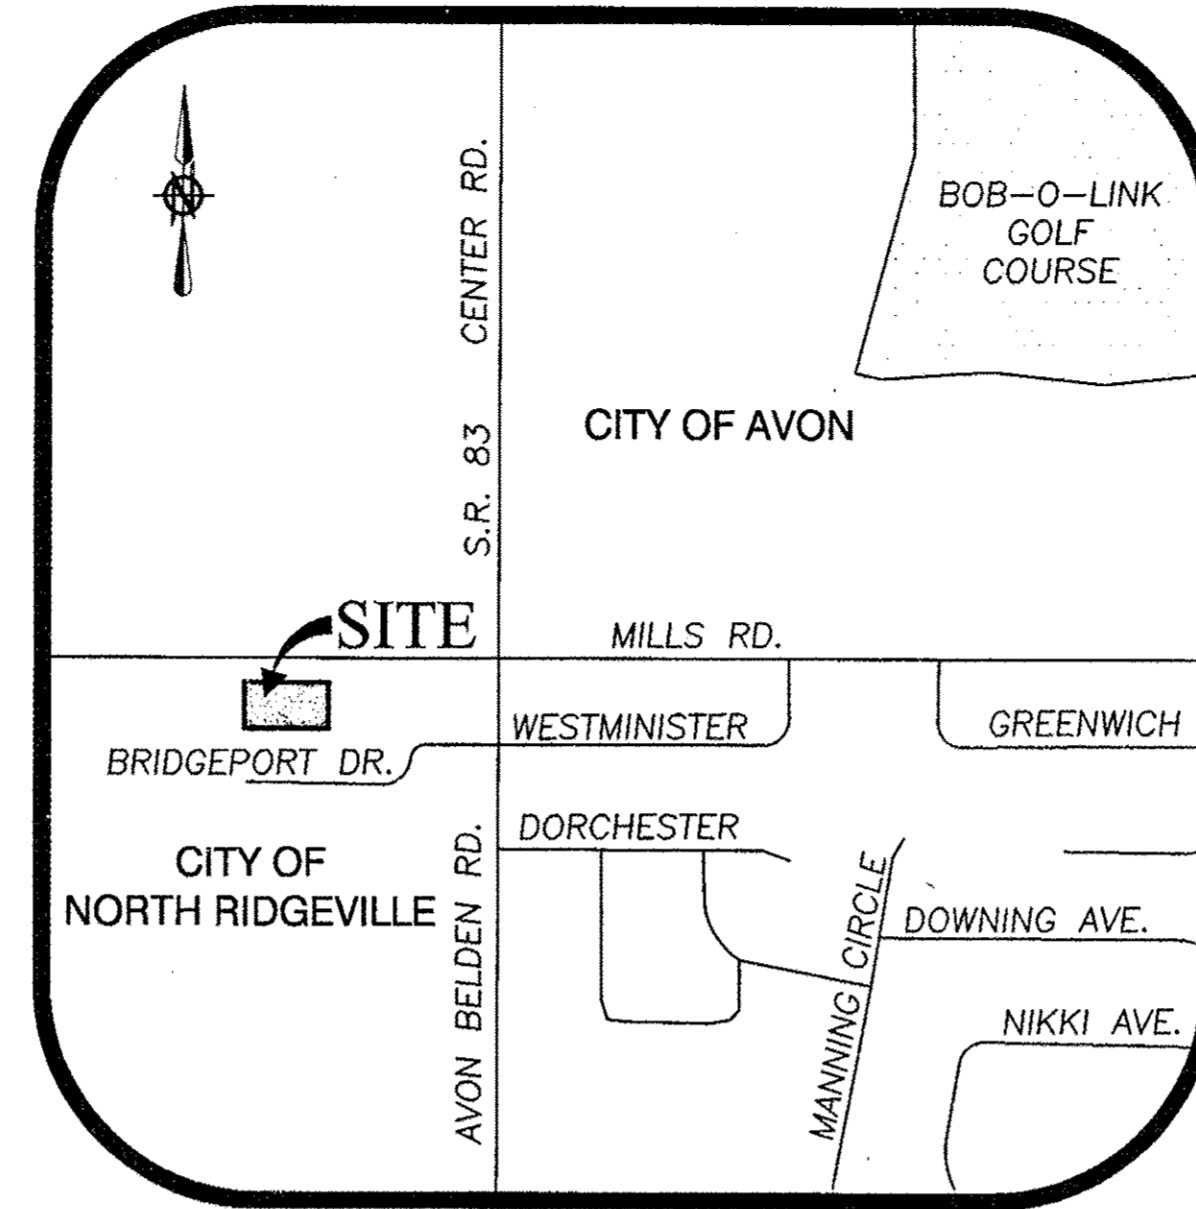 N
CENTER RD.
S.R. 83
BOB-O-LINK
GOLF
COURSE
CITY OF AVON
SITE
MILLS RD.
WESTMINISTER
GREENWICH
BRIDGEPORT DR.
DORCHESTER
CITY OF
NORTH RIDGEVILLE
AVON BELDEN RD.
MANNING CIRCLE
DOWNING AVE.
NIKKI AVE.